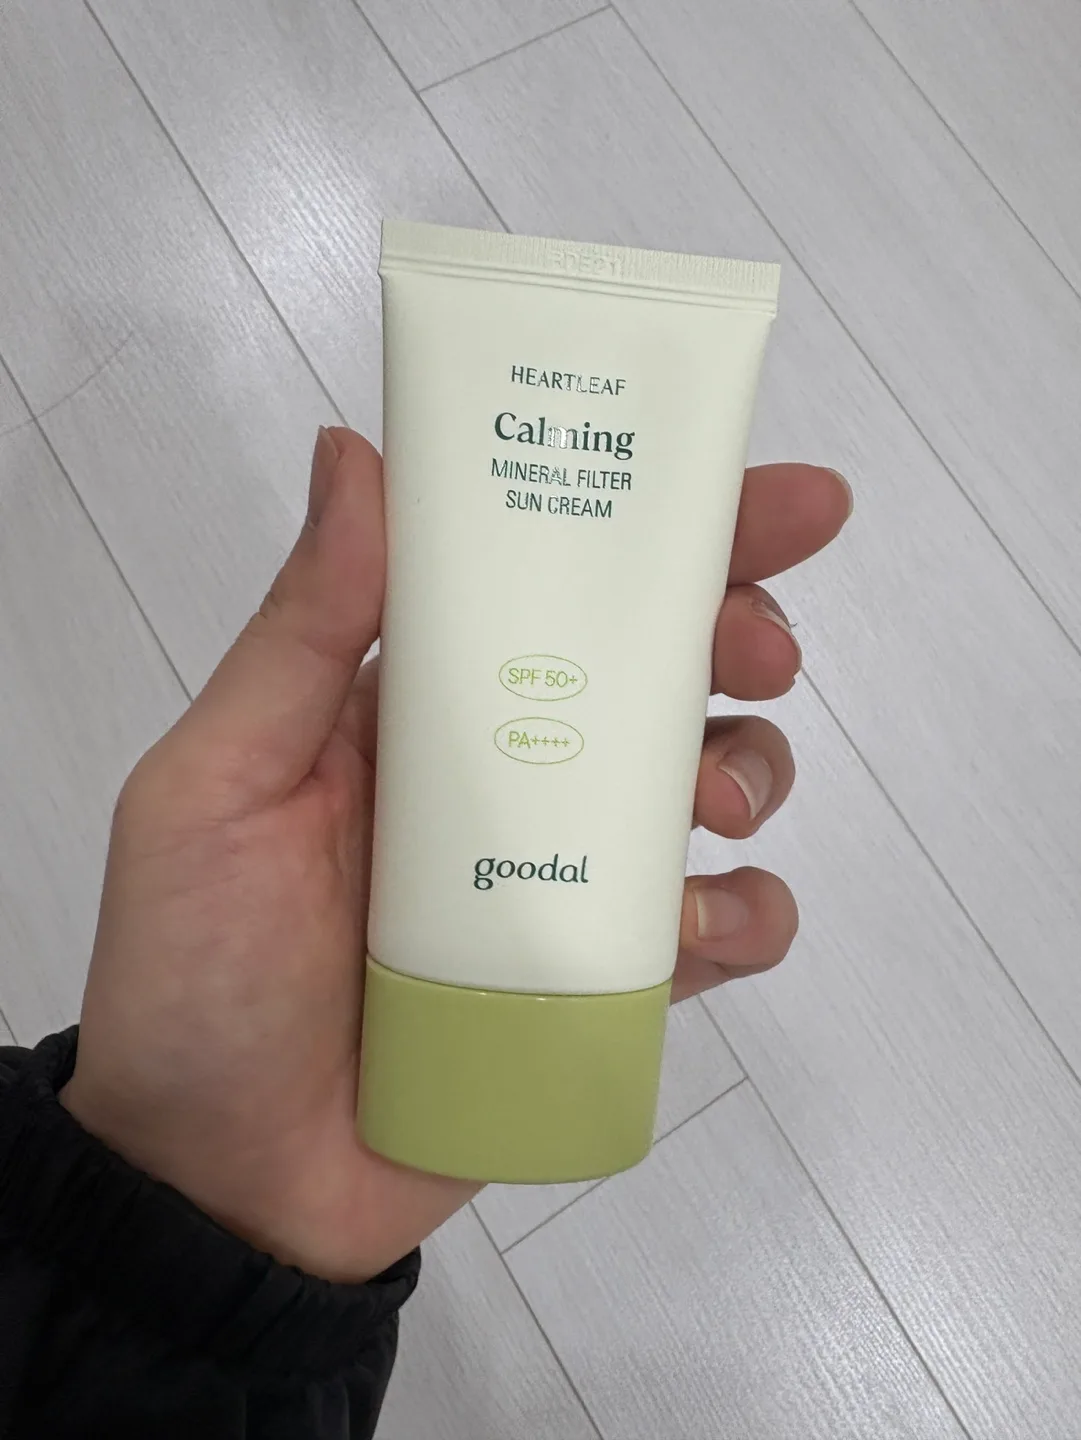 HEARTLEAF
Calming
MINERAL FILTER
SUN CREAM
SPF 50+
PA++++
goodal